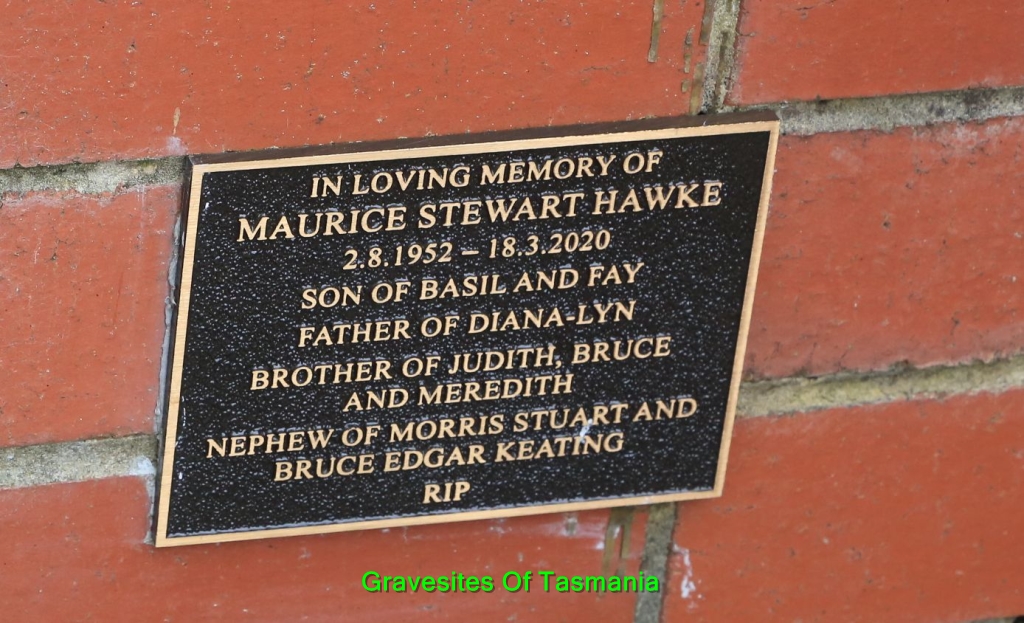 IN LOVING MEMORY OF
MAURICE STEWART HAWKE
2.8.1952 – 18.3.2020
SON OF BASIL AND FAY
FATHER OF DIANA-LYN
BROTHER OF JUDITH, BRUCE
AND MEREDITH
NEPHEW OF MORRIS STUART AND
BRUCE EDGAR KEATING
RIP
Gravesites Of Tasmania